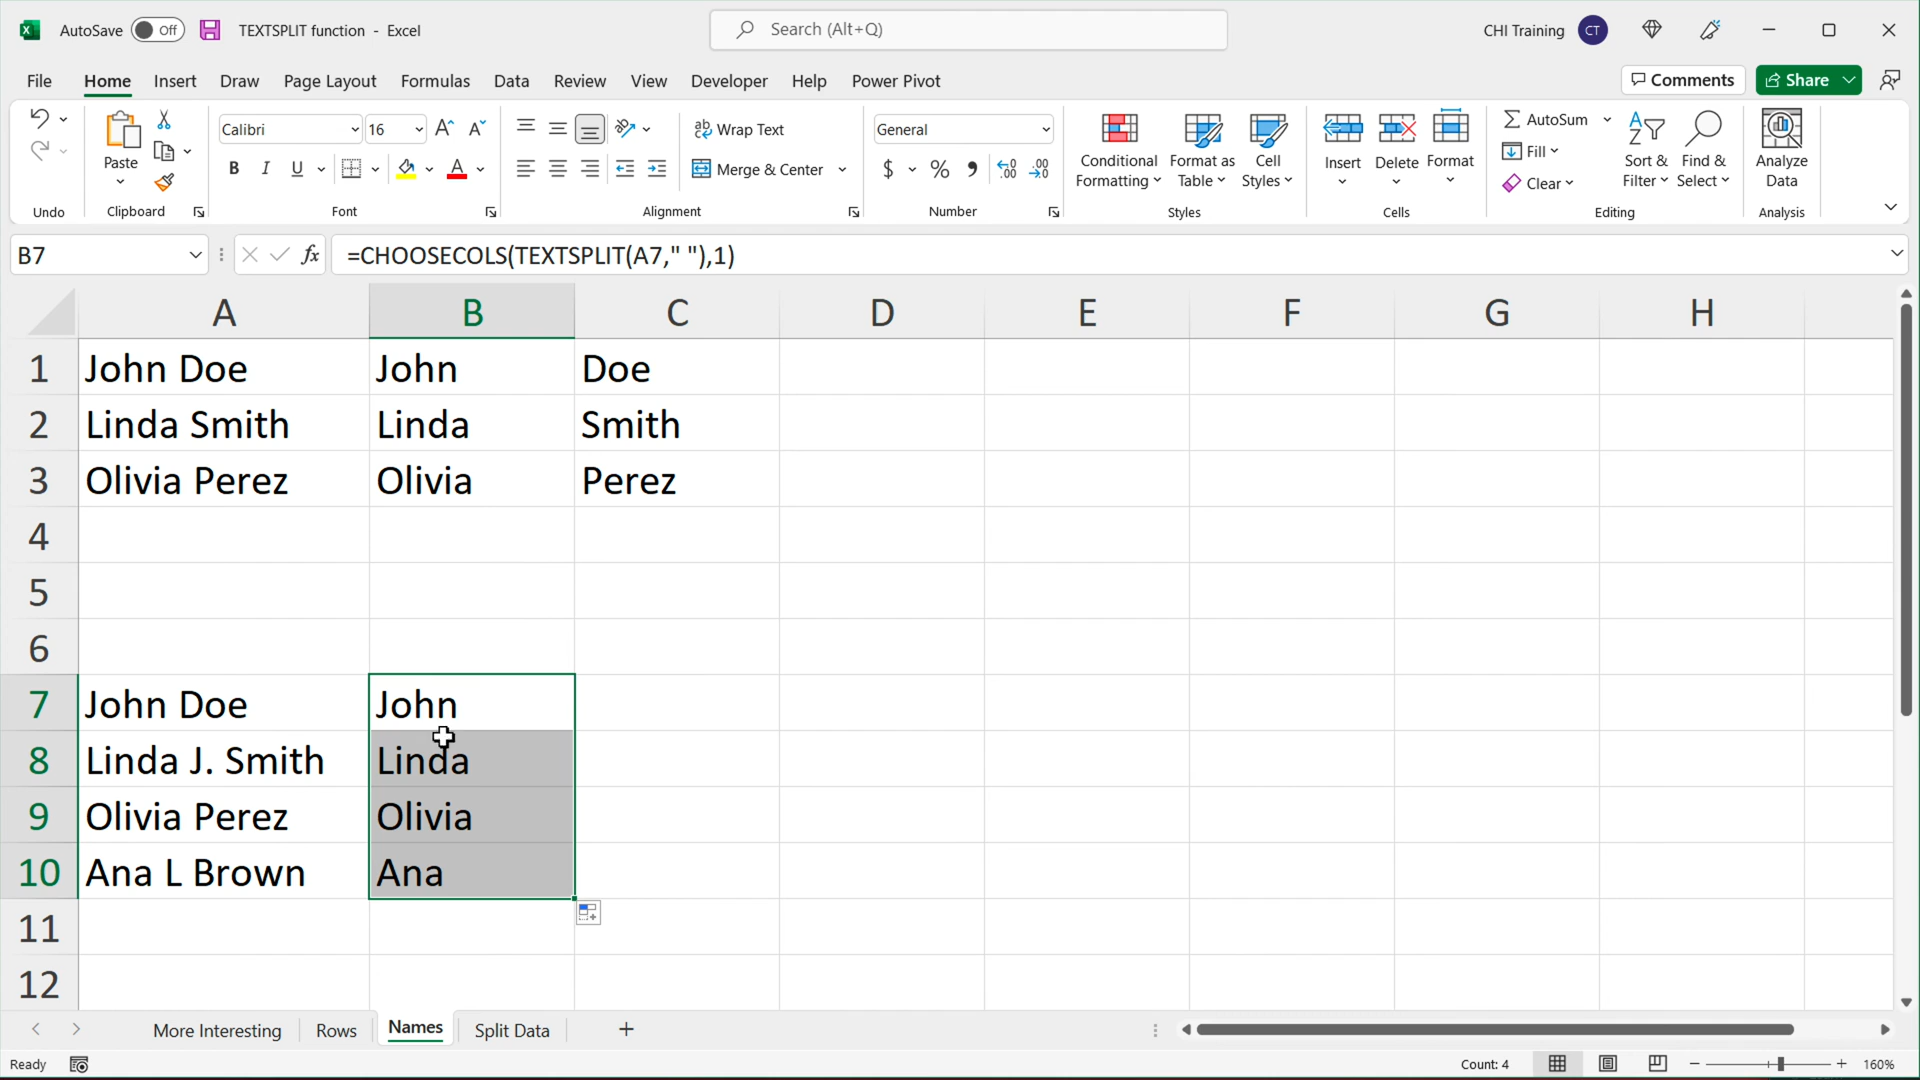 AutoSave Off TEXTSPLIT function - Excel Search (Alt+Q) CHI Training CT
File Home Insert Draw Page Layout Formulas Data Review View Developer Help Power Pivot Comments Share
Calibri 16 ab Wrap Text General AutoSum
Paste Conditional Formatting Format as Table Cell Styles Insert Delete Format Fill Sort & Filter Find & Select Analyze Data
B I U A Merge & Center $ % Clear
Undo Clipboard Font Alignment Number Styles Cells Editing Analysis
B7 fx =CHOOSECOLS(TEXTSPLIT(A7," "),1)
A B C D E F G H
1 John Doe John Doe
2 Linda Smith Linda Smith
3 Olivia Perez Olivia Perez
4
5
6
7 John Doe John
8 Linda J. Smith Linda
9 Olivia Perez Olivia
10 Ana L Brown Ana
11
12
More Interesting Rows Names Split Data
Ready Count: 4 160%